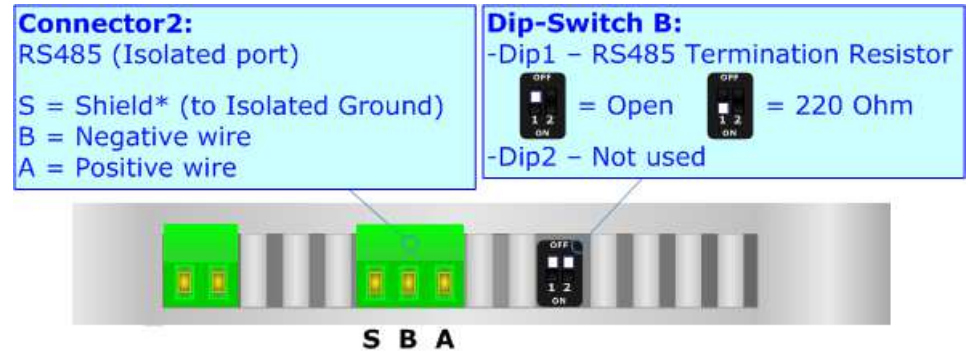 Connector2:
RS485 (Isolated port)
S = Shield* (to Isolated Ground)
B = Negative wire
A = Positive wire
Dip-Switch B:
-Dip1 – RS485 Termination Resistor
OFF
1 2
ON
= Open
OFF
1 2
ON
= 220 Ohm
-Dip2 – Not used
OFF
1 2
ON
S B A